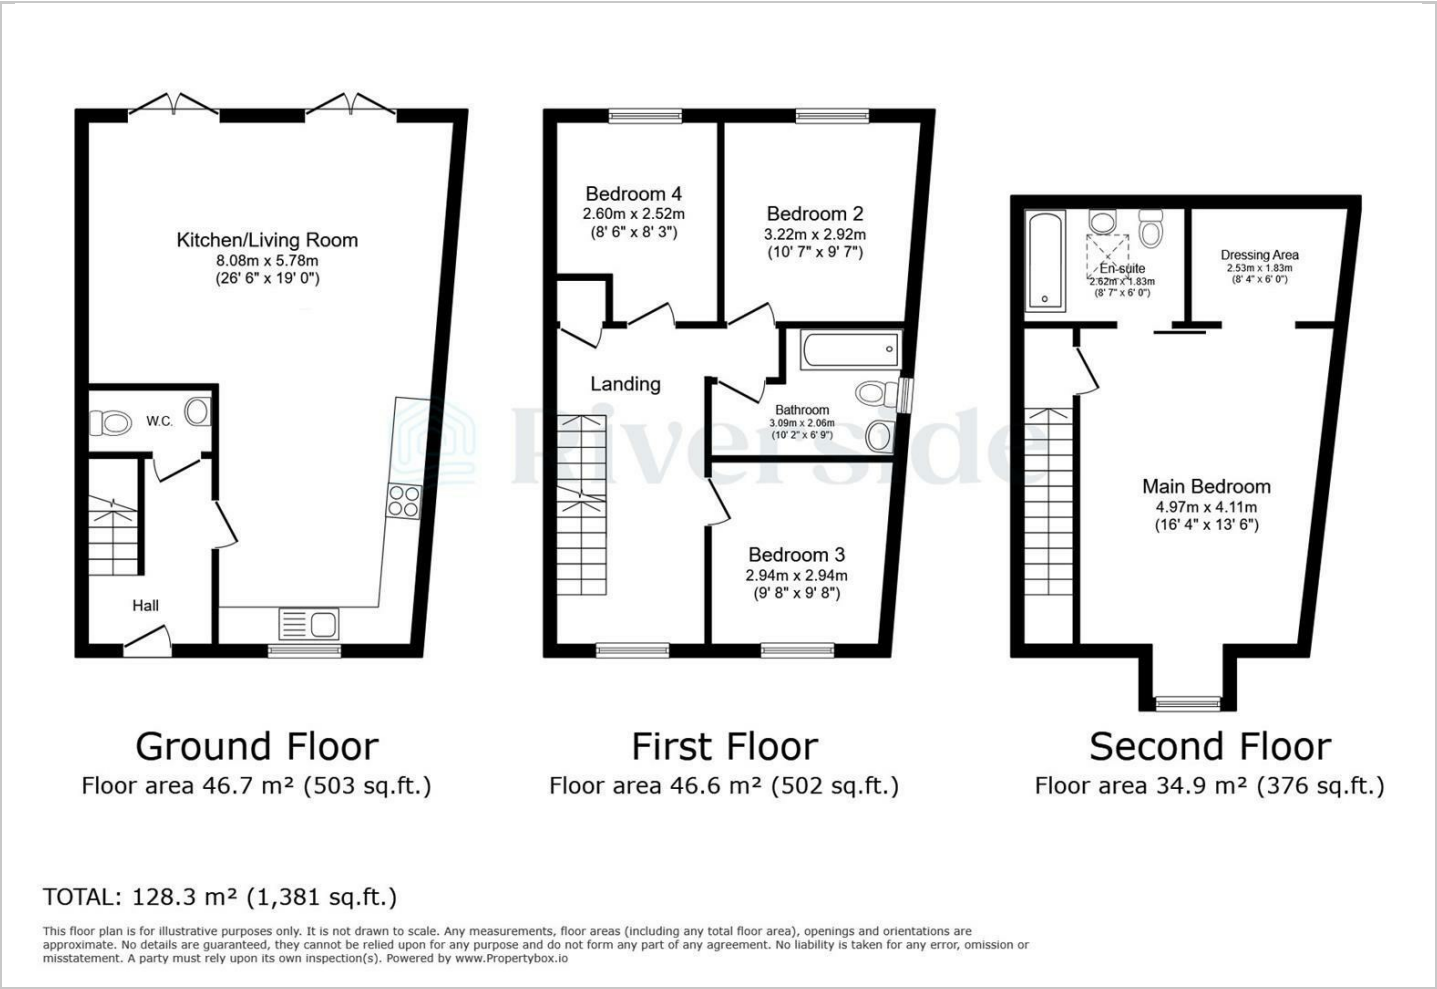 Kitchen/Living Room
8.08m x 5.78m
(26' 6" x 19' 0")
W.C.
Hall
Ground Floor
Floor area 46.7 m² (503 sq.ft.)
Bedroom 4
2.60m x 2.52m
(8' 6" x 8' 3")
Bedroom 2
3.22m x 2.92m
(10' 7" x 9' 7")
Landing
Bathroom
3.09m x 2.06m
(10' 2" x 6' 9")
Riverside
Bedroom 3
2.94m x 2.94m
(9' 8" x 9' 8")
First Floor
Floor area 46.6 m² (502 sq.ft.)
En-suite
2.62m x 1.83m
(8' 7" x 6' 0")
Dressing Area
2.53m x 1.83m
(8' 4" x 6' 0")
Main Bedroom
4.97m x 4.11m
(16' 4" x 13' 6")
Second Floor
Floor area 34.9 m² (376 sq.ft.)
TOTAL: 128.3 m² (1,381 sq.ft.)
This floor plan is for illustrative purposes only. It is not drawn to scale. Any measurements, floor areas (including any total floor area), openings and orientations are
approximate. No details are guaranteed, they cannot be relied upon for any purpose and do not form any part of any agreement. No liability is taken for any error, omission or
misstatement. A party must rely upon its own inspection(s). Powered by www.Propertybox.io